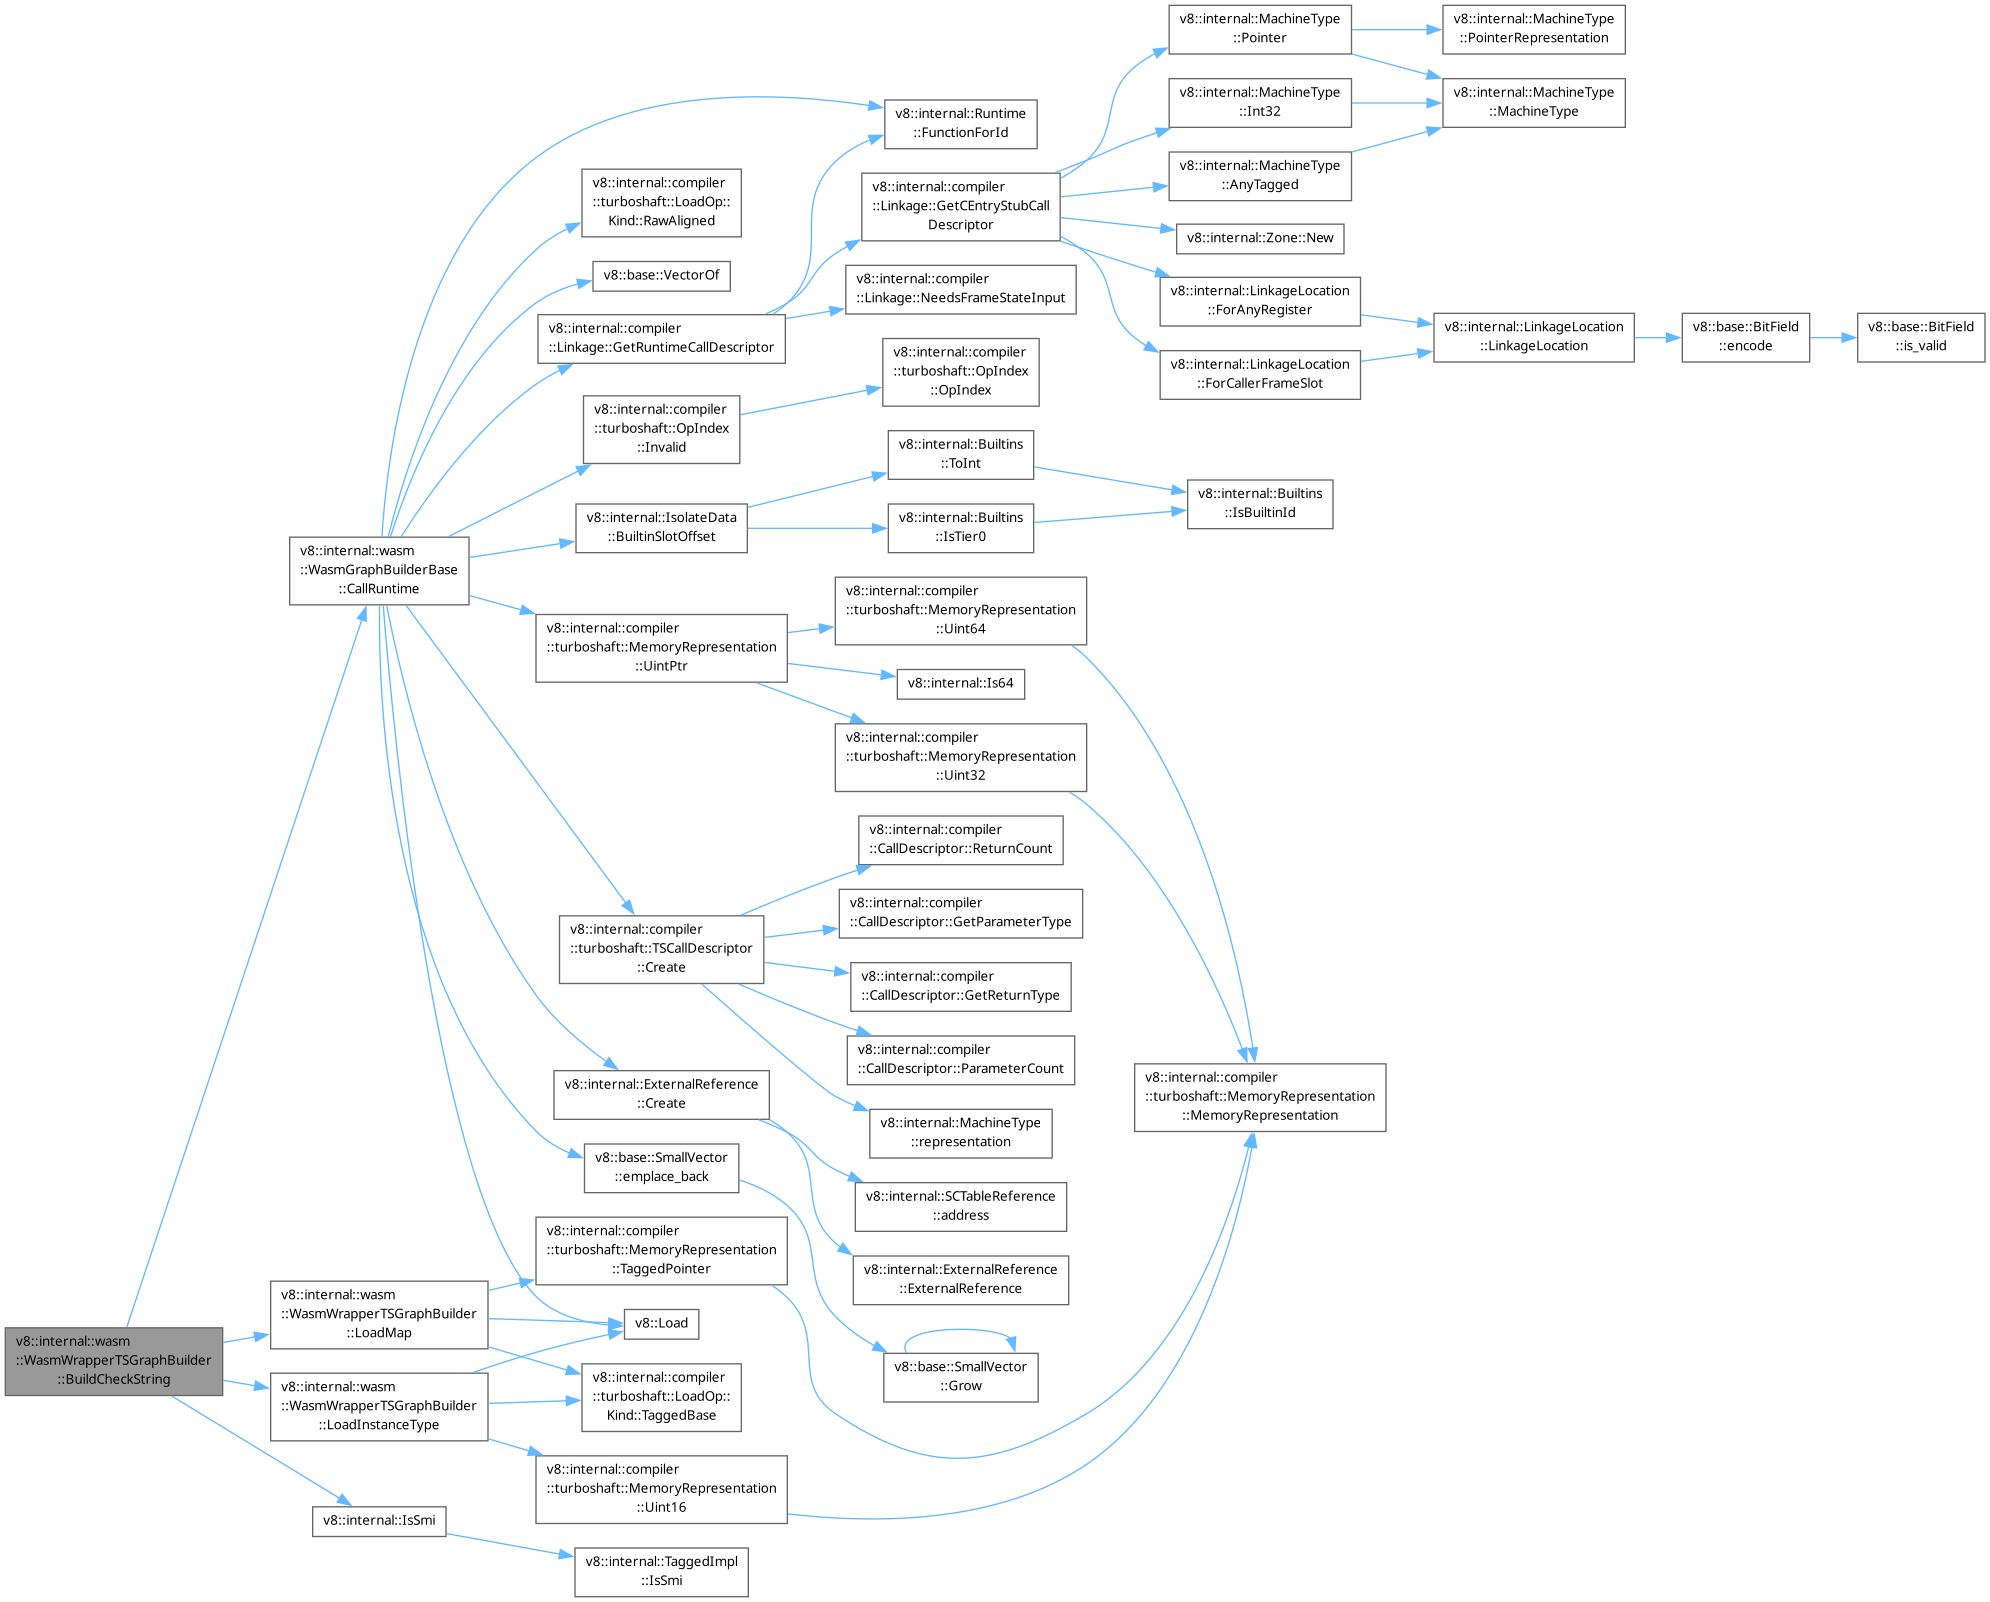 v8::internal::wasm
::WasmWrapperTSGraphBuilder
::BuildCheckString
v8::internal::wasm
::WasmGraphBuilderBase
::CallRuntime
v8::internal::wasm
::WasmWrapperTSGraphBuilder
::LoadMap
v8::internal::wasm
::WasmWrapperTSGraphBuilder
::LoadInstanceType
v8::internal::IsSmi
v8::internal::compiler
::turboshaft::LoadOp::
Kind::RawAligned
v8::base::VectorOf
v8::internal::compiler
::Linkage::GetRuntimeCallDescriptor
v8::internal::compiler
::turboshaft::OpIndex
::Invalid
v8::internal::IsolateData
::BuiltinSlotOffset
v8::internal::compiler
::turboshaft::MemoryRepresentation
::UintPtr
v8::internal::compiler
::turboshaft::TSCallDescriptor
::Create
v8::internal::ExternalReference
::Create
v8::base::SmallVector
::emplace_back
v8::internal::compiler
::turboshaft::MemoryRepresentation
::TaggedPointer
v8::Load
v8::internal::compiler
::turboshaft::LoadOp::
Kind::TaggedBase
v8::internal::compiler
::turboshaft::MemoryRepresentation
::Uint16
v8::internal::TaggedImpl
::IsSmi
v8::internal::Runtime
::FunctionForId
v8::internal::compiler
::Linkage::GetCEntryStubCall
Descriptor
v8::internal::compiler
::Linkage::NeedsFrameStateInput
v8::internal::compiler
::turboshaft::OpIndex
::OpIndex
v8::internal::Builtins
::ToInt
v8::internal::Builtins
::IsTier0
v8::internal::compiler
::turboshaft::MemoryRepresentation
::Uint64
v8::internal::Is64
v8::internal::compiler
::turboshaft::MemoryRepresentation
::Uint32
v8::internal::compiler
::CallDescriptor::ReturnCount
v8::internal::compiler
::CallDescriptor::GetParameterType
v8::internal::compiler
::CallDescriptor::GetReturnType
v8::internal::compiler
::CallDescriptor::ParameterCount
v8::internal::MachineType
::representation
v8::internal::SCTableReference
::address
v8::internal::ExternalReference
::ExternalReference
v8::base::SmallVector
::Grow
v8::internal::MachineType
::Pointer
v8::internal::MachineType
::Int32
v8::internal::MachineType
::AnyTagged
v8::internal::Zone::New
v8::internal::LinkageLocation
::ForAnyRegister
v8::internal::LinkageLocation
::ForCallerFrameSlot
v8::internal::Builtins
::IsBuiltinId
v8::internal::compiler
::turboshaft::MemoryRepresentation
::MemoryRepresentation
v8::internal::MachineType
::PointerRepresentation
v8::internal::MachineType
::MachineType
v8::internal::LinkageLocation
::LinkageLocation
v8::base::BitField
::encode
v8::base::BitField
::is_valid